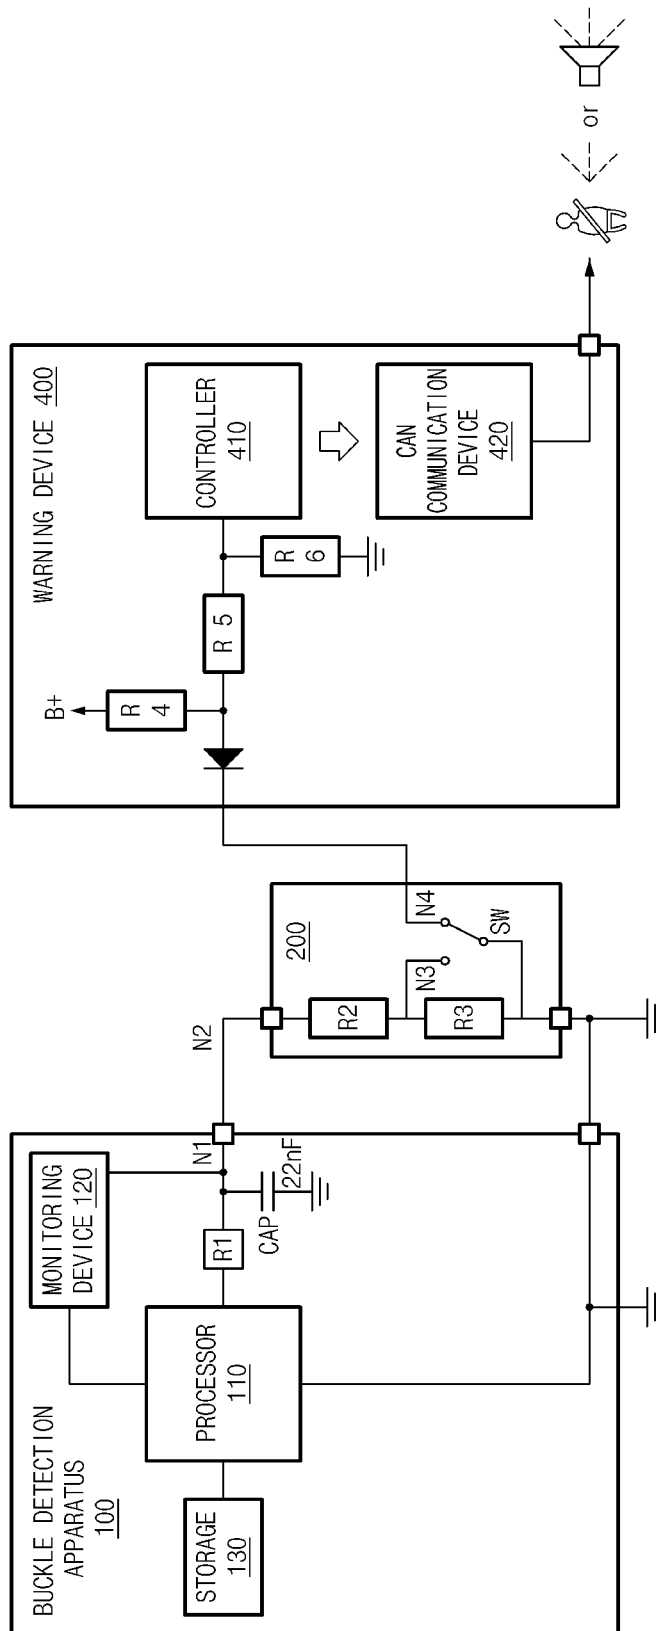 BUCKLE DETECTION
APPARATUS
100
STORAGE
130
PROCESSOR
110
MONITORING
DEVICE 120
R1
CAP
22nF
N1
N2
200
R2
R3
N3
N4
SW
WARNING DEVICE 400
B+
R
4
R 5
R
6
CONTROLLER
410
CAN
COMMUNICATION
DEVICE
420
or